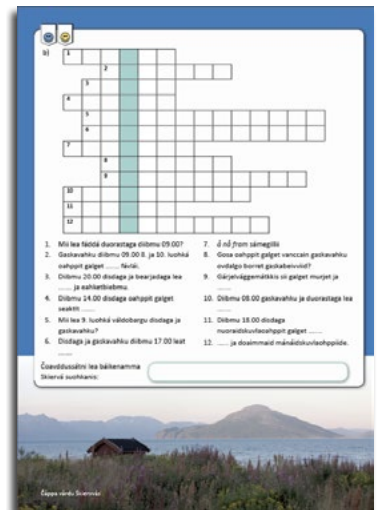 b)
1
2
3
4
5
6
7
8
9
10
11
12
1. Mii lea fáddá duorastaga diibmu 09.00?
2. Gaskavahku diibmu 09.00 8. ja 10. luohká
oahppit galget ....... fávlái.
3. Diibmu 20.00 disdaga ja bearjadaga lea
....... ja eahketbiebmu.
4. Diibmu 14.00 disdaga oahppit galget
seaktit .......
5. Mii lea 9. luohká váldobargu disdaga ja
gaskavahku?
6. Disdaga ja gaskavahku diibmu 17.00 leat
.......
7. å nå from sámegillii
8. Gosa oahppit galget vanccain gaskavahku
ovdalgo borret gaskabeivviid?
9. Gárjelvággemátkkis sii galget murjet ja
.......
10. Diibmu 08.00 gaskavahku ja duorastaga lea
.......
11. Diibmu 18.00 disdaga
nuoraidskuvlaoahppit galget .......
12. ....... ja doaimmaid mánáidskuvlaohppiide.
Čoavddussátni lea báikenamma
Skiervá suohkanis:
Čáppa várdu Skiervvás